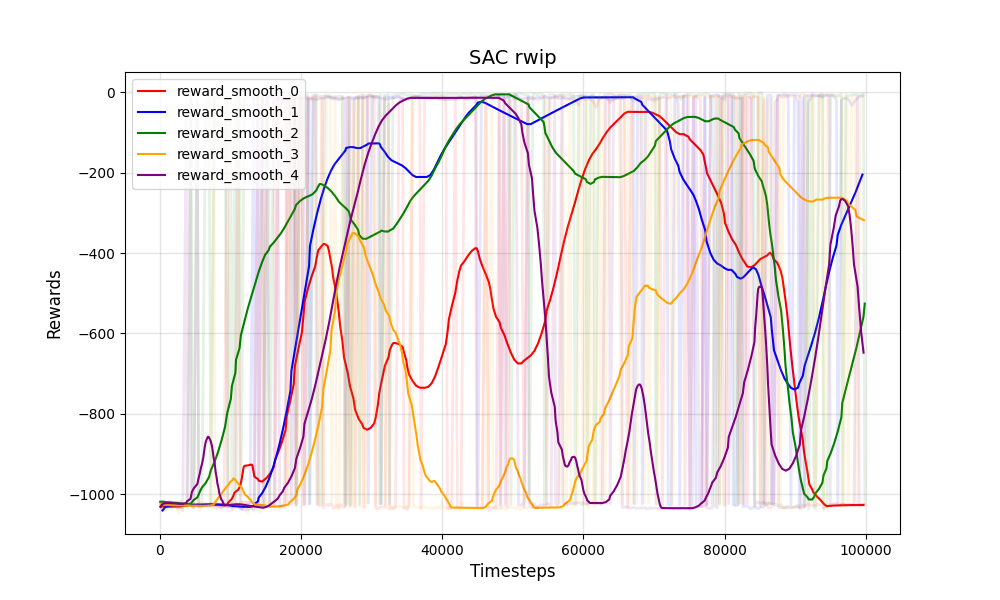 SAC rwip
reward_smooth_0
reward_smooth_1
reward_smooth_2
reward_smooth_3
reward_smooth_4
Rewards
0
−200
−400
−600
−800
−1000
0
20000
40000
60000
80000
100000
Timesteps